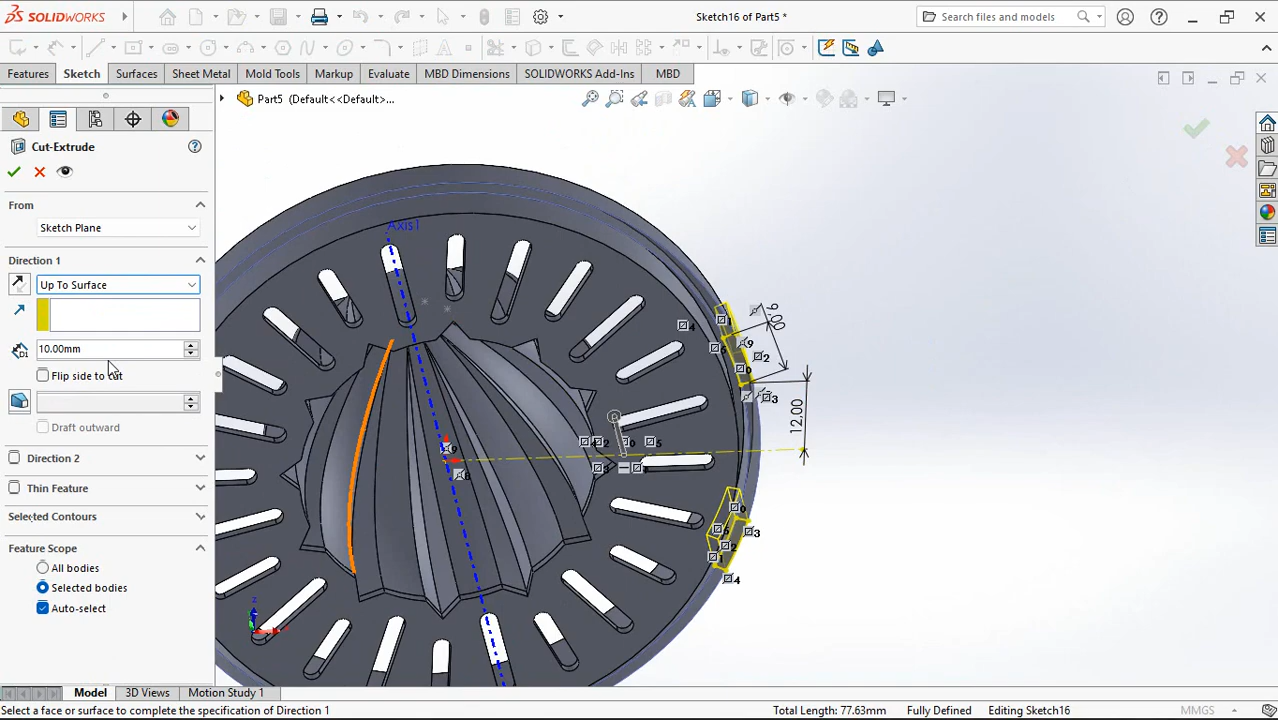 SOLIDWORKS
Sketch16 of Part5 *
Search files and models
Features
Sketch
Surfaces
Sheet Metal
Mold Tools
Markup
Evaluate
MBD Dimensions
SOLIDWORKS Add-Ins
MBD
Part5 (Default<<Default>...
Cut-Extrude
From
Sketch Plane
Direction 1
Up To Surface
10.00mm
Flip side to cut
Draft outward
Direction 2
Thin Feature
Selected Contours
Feature Scope
All bodies
Selected bodies
Auto-select
Axis1
6.00
12.00
Model
3D Views
Motion Study 1
Select a face or surface to complete the specification of Direction 1
Total Length: 77.63mm
Fully Defined
Editing Sketch16
MMGS